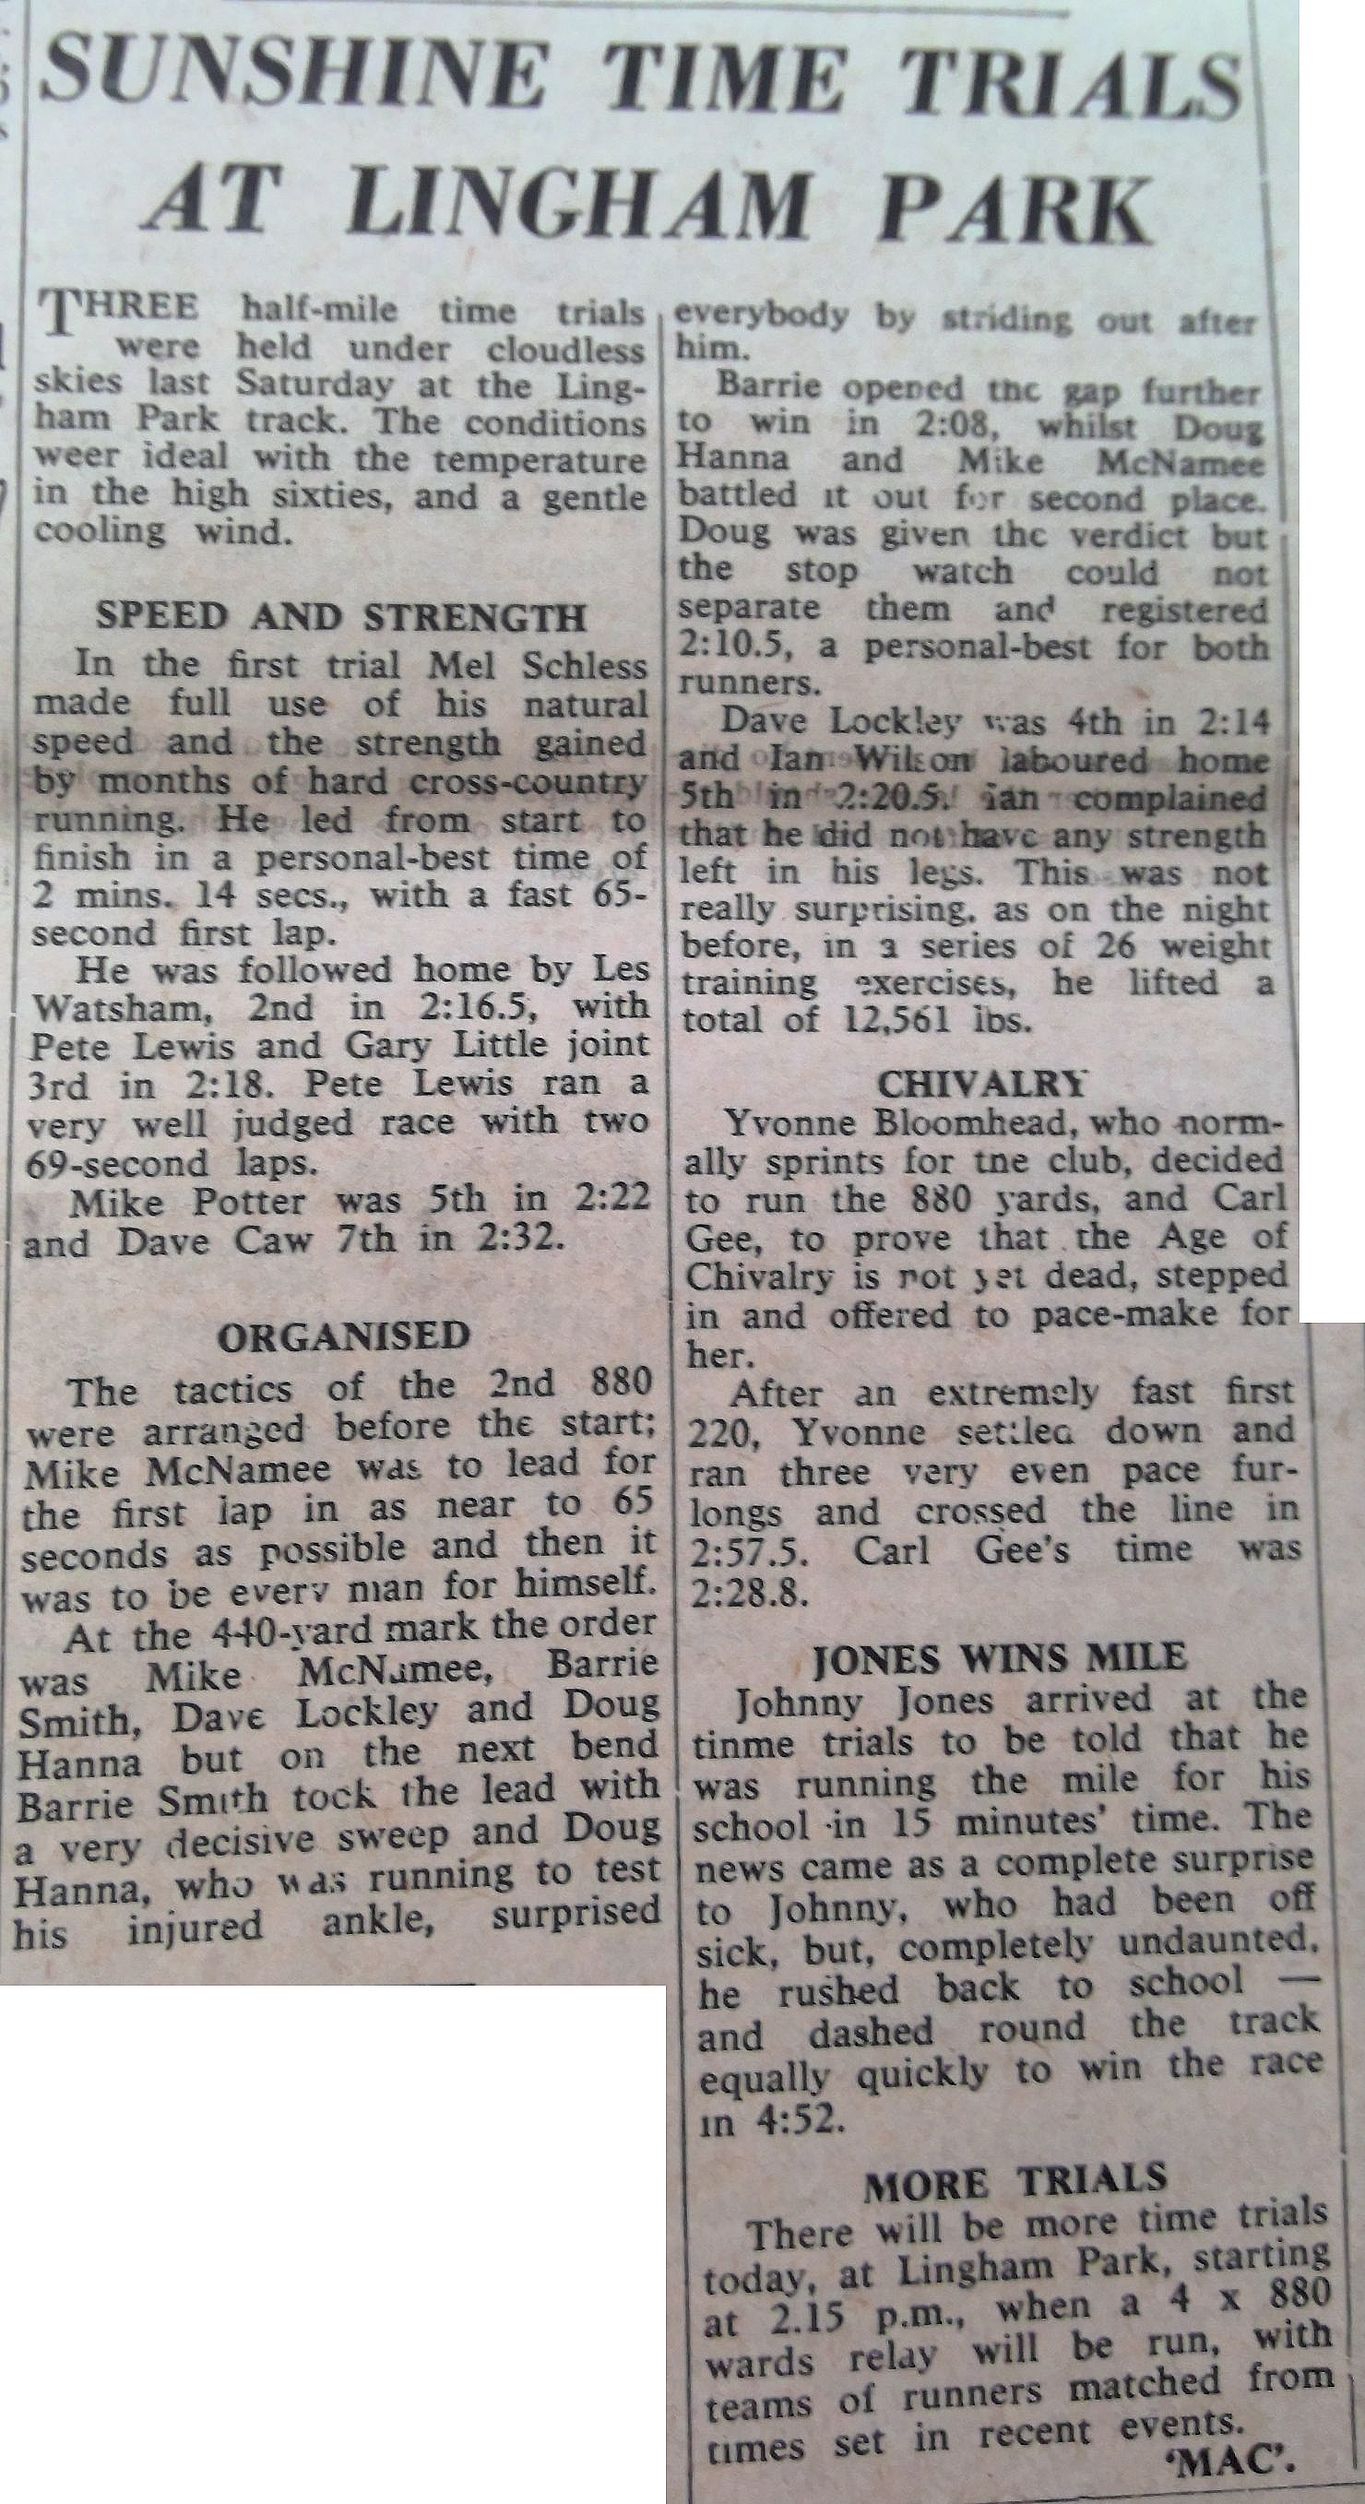 SUNSHINE TIME TRIALS
AT LINGHAM PARK
THREE half-mile time trials
were held under cloudless
skies last Saturday at the Ling-
ham Park track. The conditions
weer ideal with the temperature
in the high sixties, and a gentle
cooling wind.
SPEED AND STRENGTH
In the first trial Mel Schless
made full use of his natural
speed and the strength gained
by months of hard cross-country
running. He led from start to
finish in a personal-best time of
2 mins. 14 secs., with a fast 65-
second first lap.
He was followed home by Les
Watsham, 2nd in 2:16.5, with
Pete Lewis and Gary Little joint
3rd in 2:18. Pete Lewis ran a
very well judged race with two
69-second laps.
Mike Potter was 5th in 2:22
and Dave Caw 7th in 2:32.
ORGANISED
The tactics of the 2nd 880
were arranged before the start;
Mike McNamee was to lead for
the first lap in as near to 65
seconds as possible and then it
was to be every man for himself.
At the 440-yard mark the order
was Mike McNamee, Barrie
Smith, Dave Lockley and Doug
Hanna but on the next bend
Barrie Smith tock the lead with
a very decisive sweep and Doug
Hanna, who was running to test
his injured ankle, surprised
everybody by striding out after
him.
Barrie opened the gap further
to win in 2:08, whilst Doug
Hanna and Mike McNamee
battled it out for second place.
Doug was given the verdict but
the stop watch could not
separate them and registered
2:10.5, a personal-best for both
runners.
Dave Lockley was 4th in 2:14
and Ian Wilson laboured home
5th in 2:20.5. Ian complained
that he did not have any strength
left in his legs. This was not
really surprising, as on the night
before, in a series of 26 weight
training exercises, he lifted a
total of 12,561 lbs.
CHIVALRY
Yvonne Bloomhead, who norm-
ally sprints for the club, decided
to run the 880 yards, and Carl
Gee, to prove that the Age of
Chivalry is not yet dead, stepped
in and offered to pace-make for
her.
After an extremely fast first
220, Yvonne settled down and
ran three very even pace fur-
longs and crossed the line in
2:57.5. Carl Gee's time was
2:28.8.
JONES WINS MILE
Johnny Jones arrived at the
tinme trials to be told that he
was running the mile for his
school in 15 minutes' time. The
news came as a complete surprise
to Johnny, who had been off
sick, but, completely undaunted,
he rushed back to school —
and dashed round the track
equally quickly to win the race
in 4:52.
MORE TRIALS
There will be more time trials
today, at Lingham Park, starting
at 2.15 p.m., when a 4 x 880
wards relay will be run, with
teams of runners matched from
times set in recent events.
'MAC'.